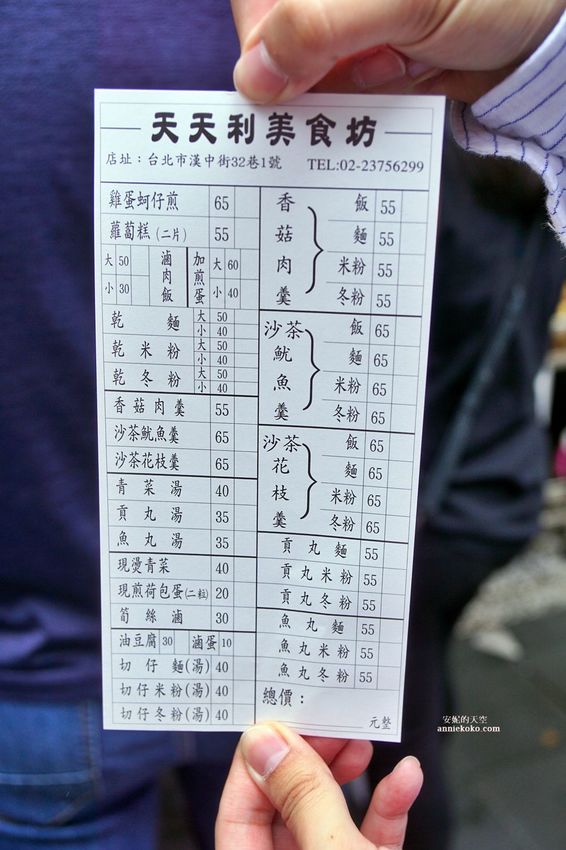 天天利美食坊
店址：台北市漢中街32巷1號 TEL:02-23756299
雞蛋蚵仔煎 65
蘿蔔糕（二片） 55
滷肉飯 大 50 小 30
加煎蛋 大 60 小 40
乾麵 大 50 小 40
乾米粉 大 50 小 40
乾冬粉 大 50 小 40
香菇肉羹 55
沙茶魷魚羹 65
沙茶花枝羹 65
青菜湯 40
貢丸湯 35
魚丸湯 35
現燙青菜 40
現煎荷包蛋(二粒) 20
筍絲滷 40
油豆腐 30 滷蛋 10
切仔麵(湯) 40
切仔米粉(湯) 40
切仔冬粉(湯) 40
香菇肉羹
飯 55
麵 55
米粉 55
冬粉 55
沙茶魷魚羹
飯 65
麵 65
米粉 65
冬粉 65
沙茶花枝羹
飯 65
麵 65
米粉 65
冬粉 65
貢丸麵 55
貢丸米粉 55
貢丸冬粉 55
魚丸麵 55
魚丸米粉 55
魚丸冬粉 55
總價：
元整
安妮的天空
anniekoko.com